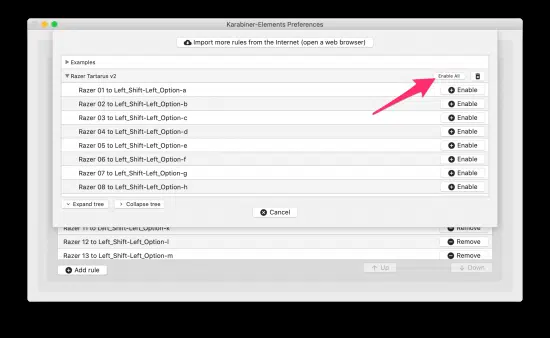 Karabiner-Elements Preferences
Import more rules from the Internet (open a web browser)
Examples
Razer Tartarus v2 Enable All
Razer 01 to Left_Shift-Left_Option-a Enable
Razer 02 to Left_Shift-Left_Option-b Enable
Razer 03 to Left_Shift-Left_Option-c Enable
Razer 04 to Left_Shift-Left_Option-d Enable
Razer 05 to Left_Shift-Left_Option-e Enable
Razer 06 to Left_Shift-Left_Option-f Enable
Razer 07 to Left_Shift-Left_Option-g Enable
Razer 08 to Left_Shift-Left_Option-h Enable
Expand tree Collapse tree
Cancel
Razer 11 to Left_Shift-Left_Option-k Remove
Razer 12 to Left_Shift-Left_Option-l Remove
Razer 13 to Left_Shift-Left_Option-m Remove
Add rule Up Down